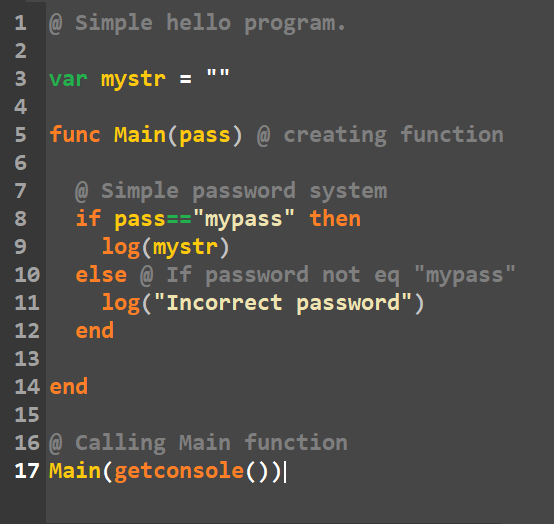 1 @ Simple hello program.
2
3 var mystr = ""
4
5 func Main(pass) @ creating function
6
7   @ Simple password system
8   if pass=="mypass" then
9     log(mystr)
10   else @ If password not eq "mypass"
11     log("Incorrect password")
12   end
13
14 end
15
16 @ Calling Main function
17 Main(getconsole())